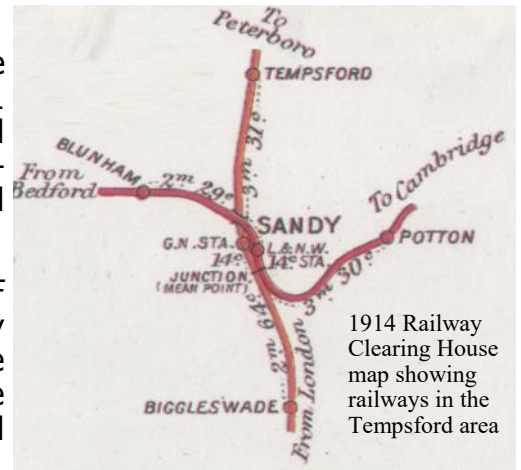 To
Peterboro
TEMPSFORD
3m 31c
To Cambridge
BLUNHAM
2m 29c
From
Bedford
SANDY
G.N. STA.
L.& N.W.
STA.
14c
14c
POTTON
JUNCTION
(MEAN POINT)
3m 30c
2m 64c
From London
BIGGLESWADE
1914 Railway
Clearing House
map showing
railways in the
Tempsford area